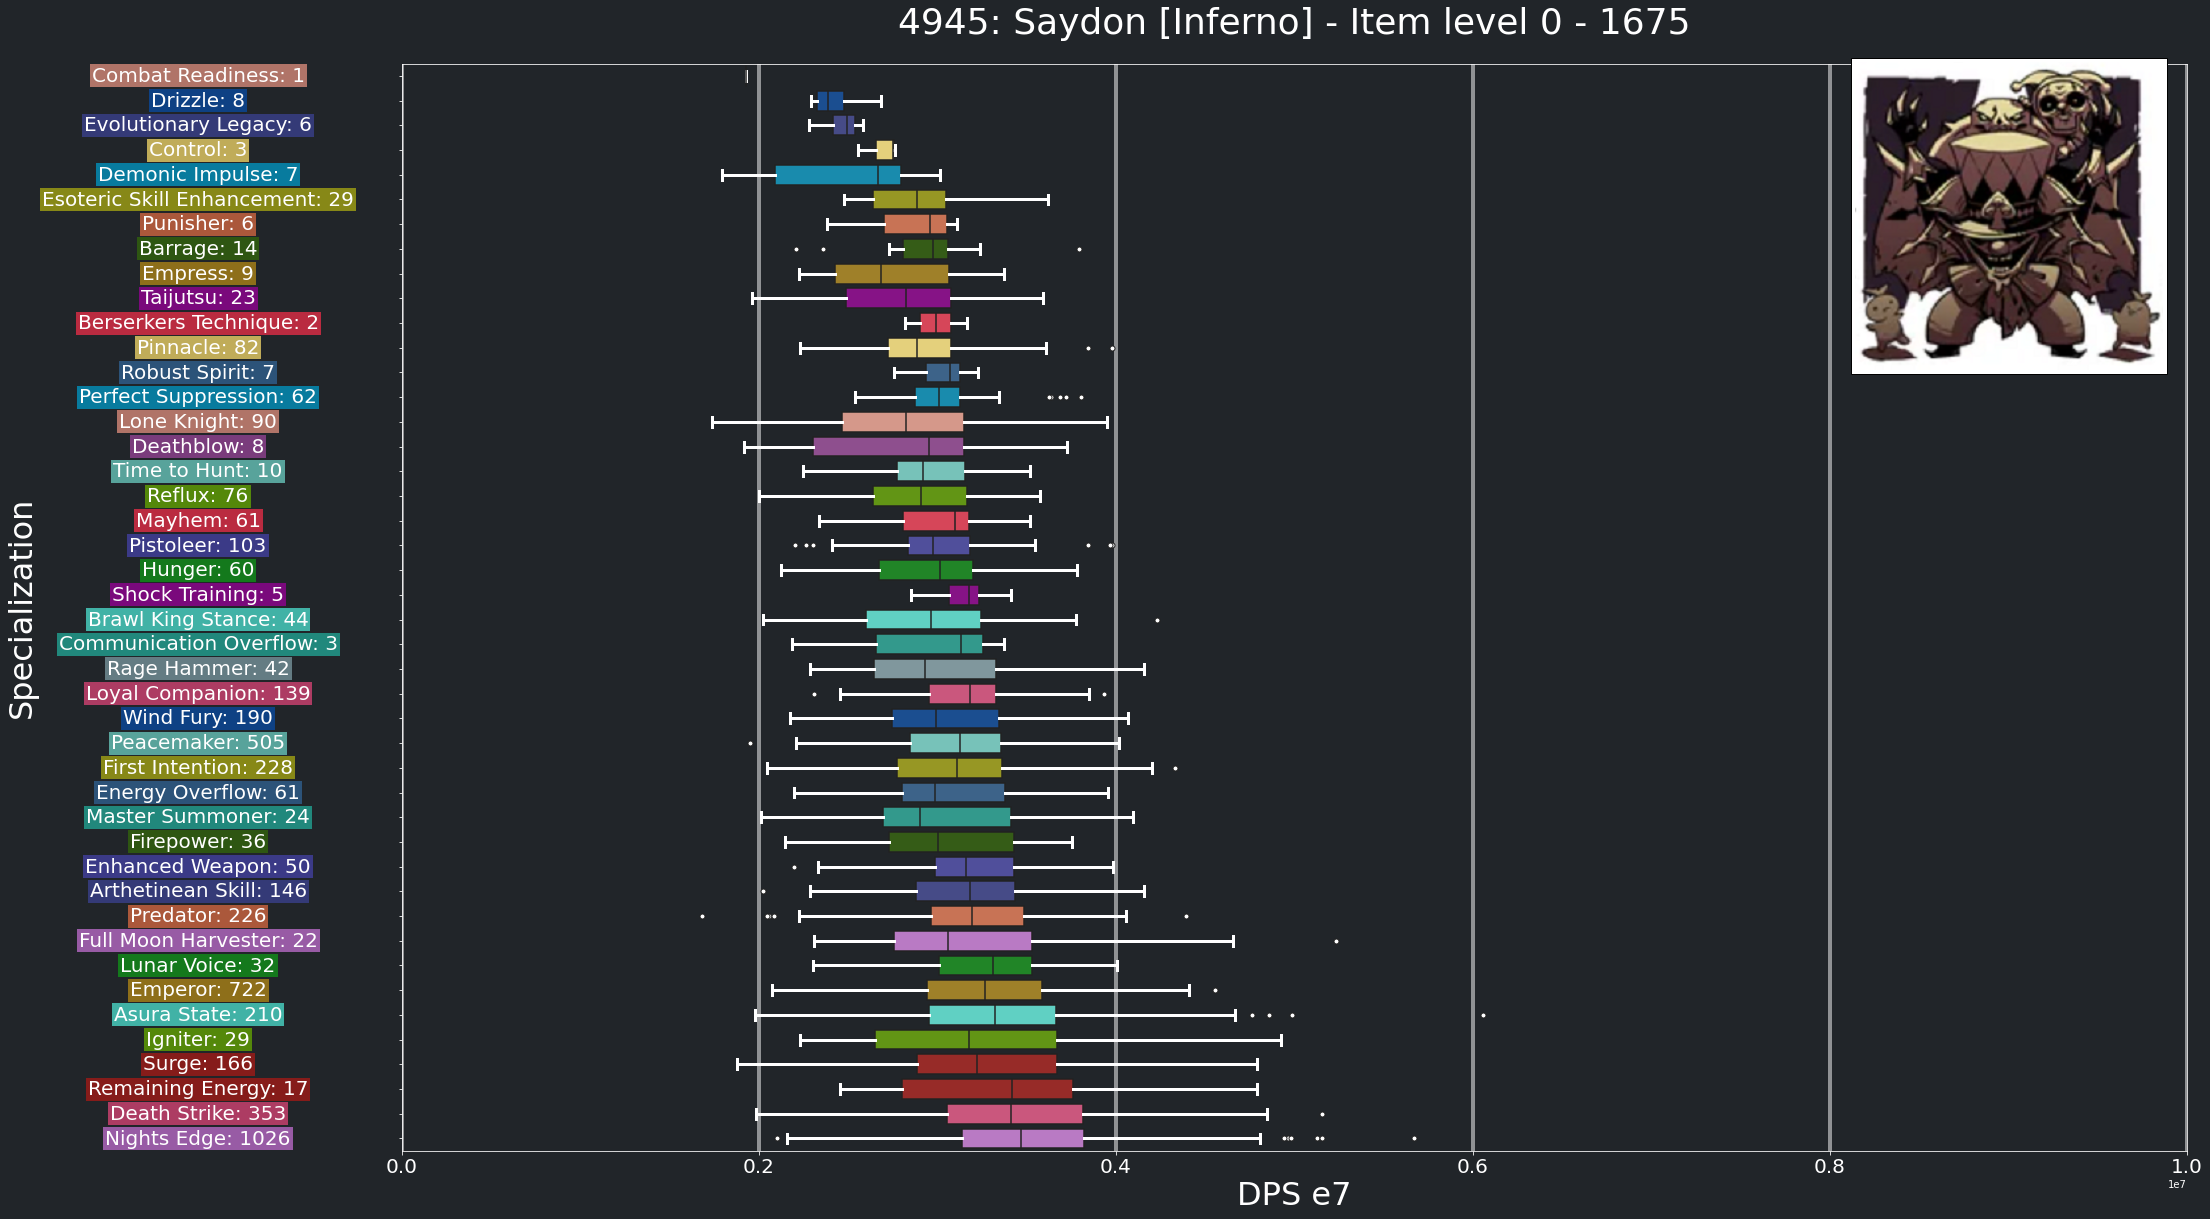 4945: Saydon [Inferno] - Item level 0 - 1675
Combat Readiness: 1
Drizzle: 8
Evolutionary Legacy: 6
Control: 3
Demonic Impulse: 7
Esoteric Skill Enhancement: 29
Punisher: 6
Barrage: 14
Empress: 9
Taijutsu: 23
Berserkers Technique: 2
Pinnacle: 82
Robust Spirit: 7
Perfect Suppression: 62
Lone Knight: 90
Deathblow: 8
Time to Hunt: 10
Reflux: 76
Mayhem: 61
Pistoleer: 103
Hunger: 60
Shock Training: 5
Brawl King Stance: 44
Communication Overflow: 3
Rage Hammer: 42
Loyal Companion: 139
Wind Fury: 190
Peacemaker: 505
First Intention: 228
Energy Overflow: 61
Master Summoner: 24
Firepower: 36
Enhanced Weapon: 50
Arthetinean Skill: 146
Predator: 226
Full Moon Harvester: 22
Lunar Voice: 32
Emperor: 722
Asura State: 210
Igniter: 29
Surge: 166
Remaining Energy: 17
Death Strike: 353
Nights Edge: 1026
Specialization
0.0 0.2 0.4 0.6 0.8 1.0
1e7
DPS e7